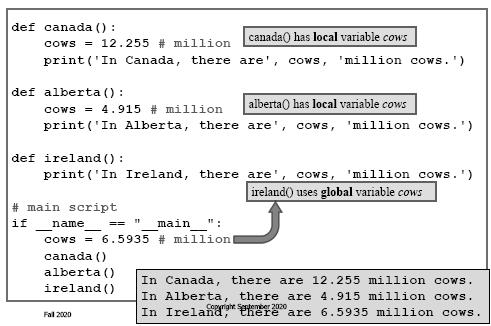 def canada():
cows = 12.255 # million
canada() has local variable cows
print('In Canada, there are', cows, 'million cows.')
def alberta():
cows = 4.915 # million
alberta() has local variable cows
print('In Alberta, there are', cows, 'million cows.')
def ireland():
print('In Ireland, there are', cows, 'million cows.')
ireland() uses global variable cows
# main script
if __name__ == "__main__":
cows = 6.5935 # million
canada()
alberta()
ireland()
In Canada, there are 12.255 million cows.
In Alberta, there are 4.915 million cows.
In Ireland, there are 6.5935 million cows.
Fall 2020
Copyright September 2020